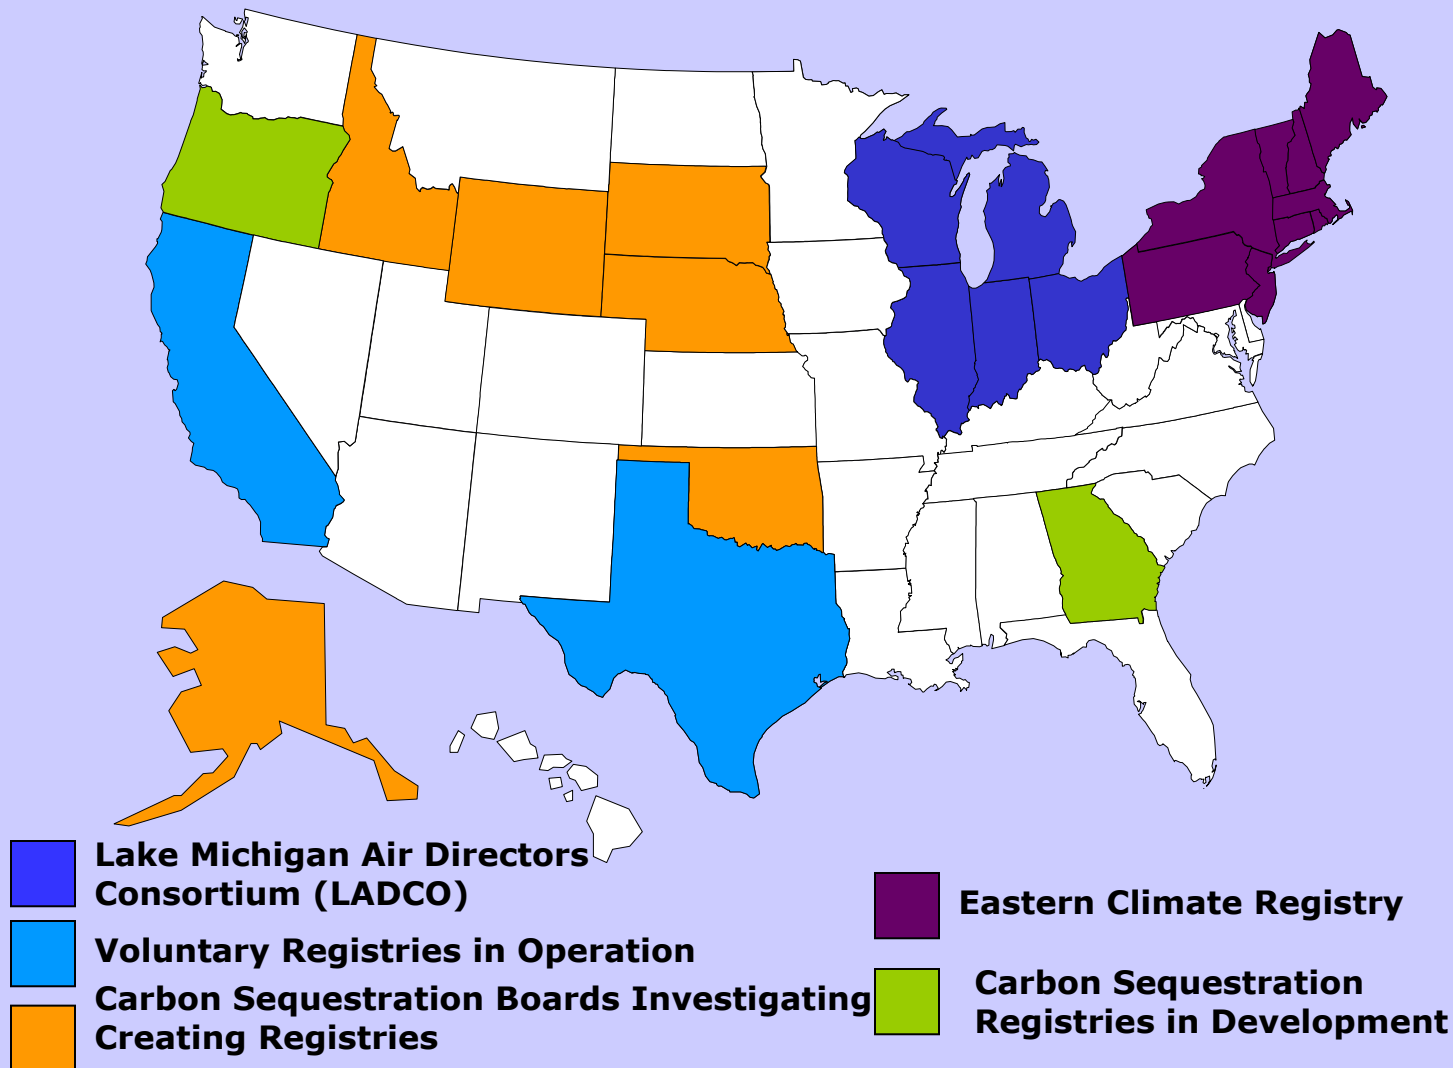 Lake Michigan Air Directors
Consortium (LADCO)
Voluntary Registries in Operation
Carbon Sequestration Boards Investigating
Creating Registries
Eastern Climate Registry
Carbon Sequestration
Registries in Development